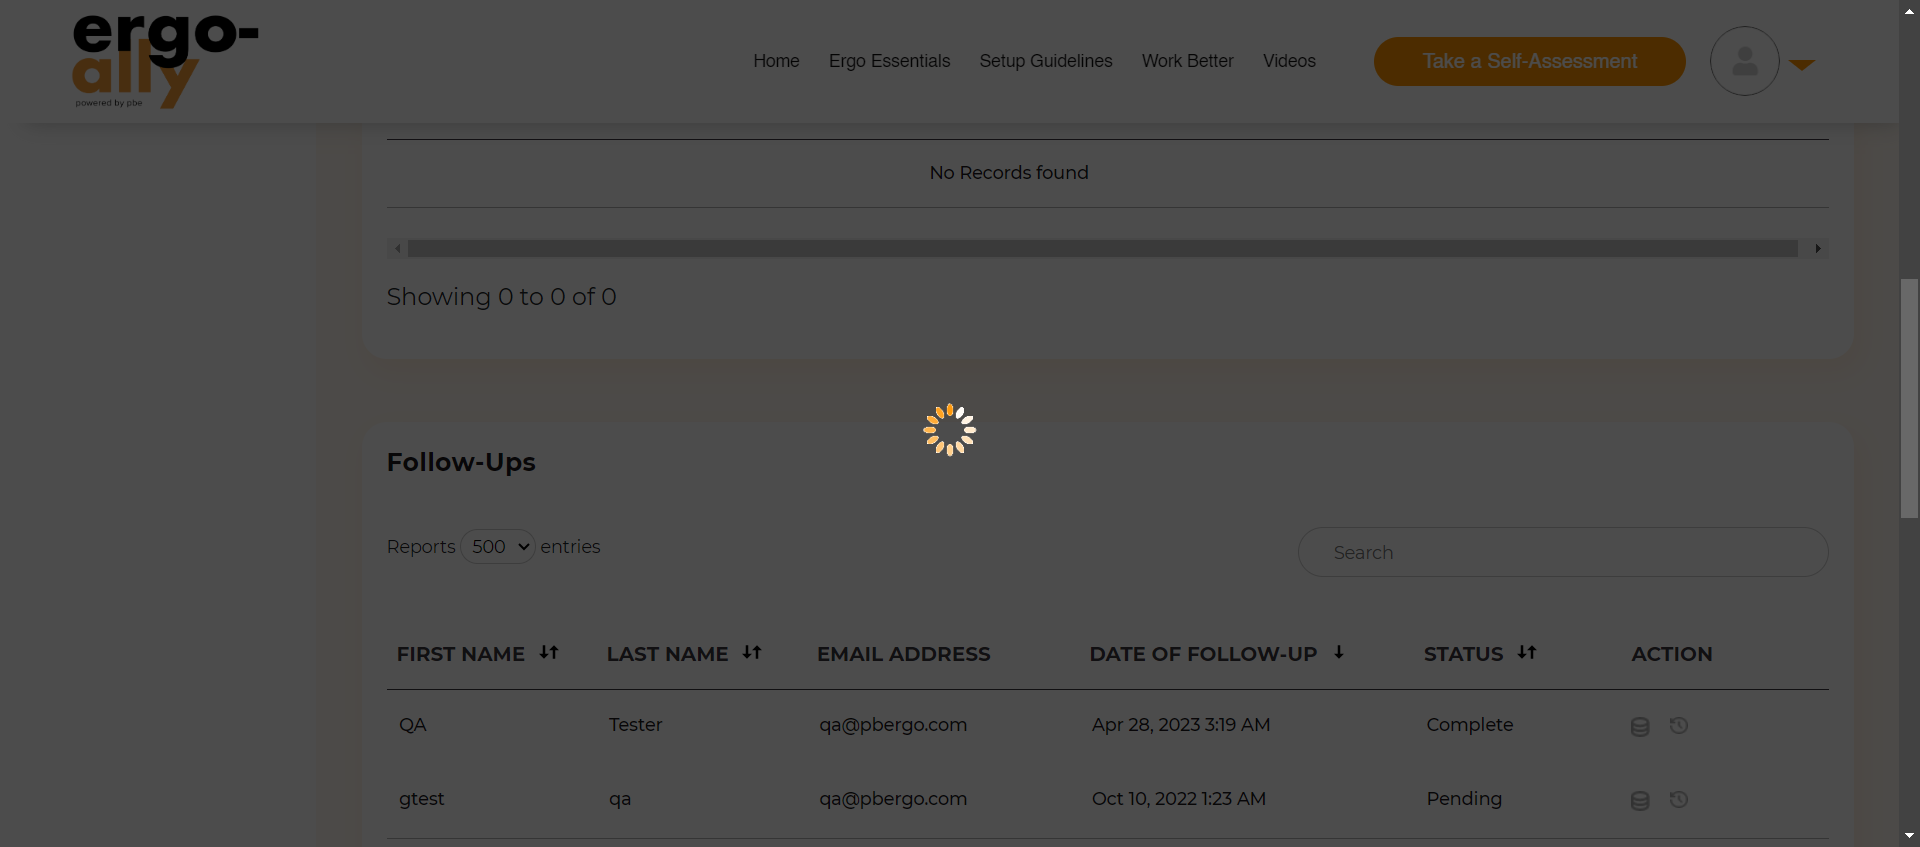 ergo-
ally
powered by pbe
Home Ergo Essentials Setup Guidelines Work Better Videos Take a Self-Assessment
No Records found
Showing 0 to 0 of 0
Follow-Ups
Reports 500 entries
Search
FIRST NAME LAST NAME EMAIL ADDRESS DATE OF FOLLOW-UP STATUS ACTION
QA Tester qa@pbergo.com Apr 28, 2023 3:19 AM Complete
gtest qa qa@pbergo.com Oct 10, 2022 1:23 AM Pending